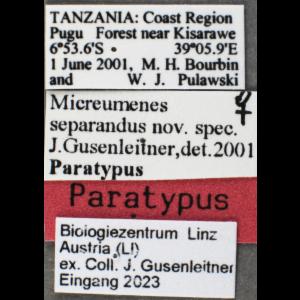 TANZANIA: Coast Region
Pugu Forest near Kisarawe
6°53.6'S • 39°05.9'E
1 June 2001, M. H. Bourbin
and W. J. Pulawski
Micreumenes ♀
separandus nov. spec.
J.Gusenleitner,det.2001
Paratypus
Paratypus
Biologiezentrum Linz
Austria (LI)
ex. Coll. J. Gusenleitner
Eingang 2023